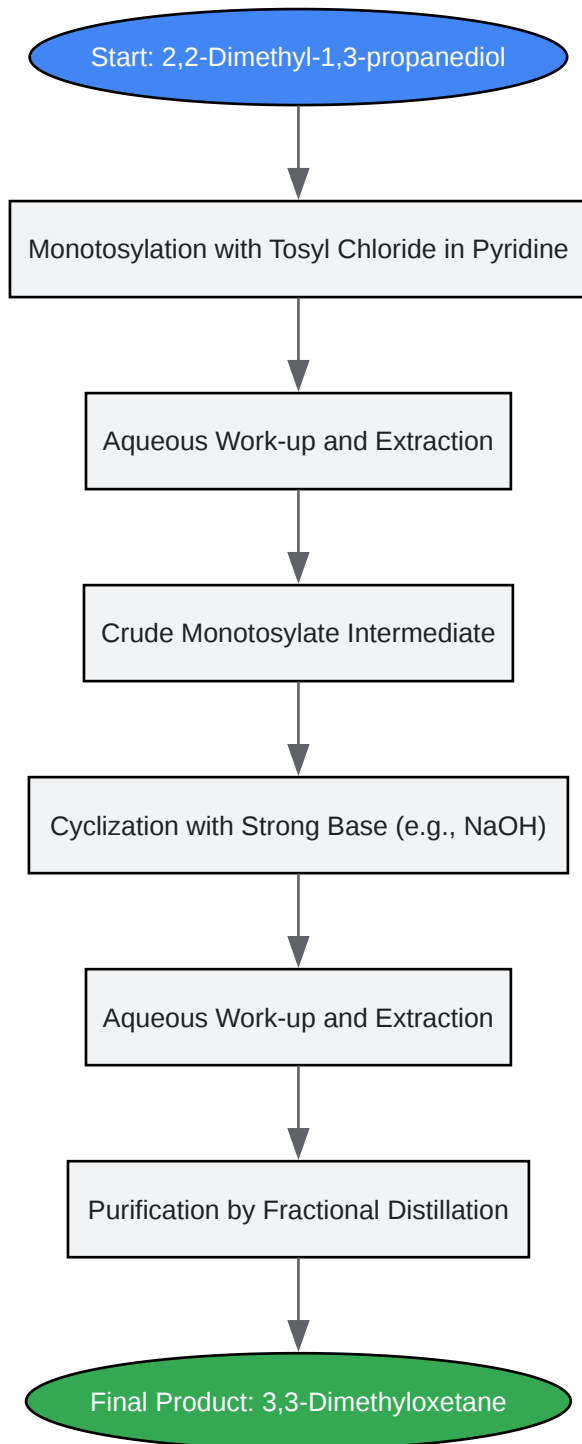 Start: 2,2-Dimethyl-1,3-propanediol
Monotosylation with Tosyl Chloride in Pyridine
Aqueous Work-up and Extraction
Crude Monotosylate Intermediate
Cyclization with Strong Base (e.g., NaOH)
Aqueous Work-up and Extraction
Purification by Fractional Distillation
Final Product: 3,3-Dimethyloxetane